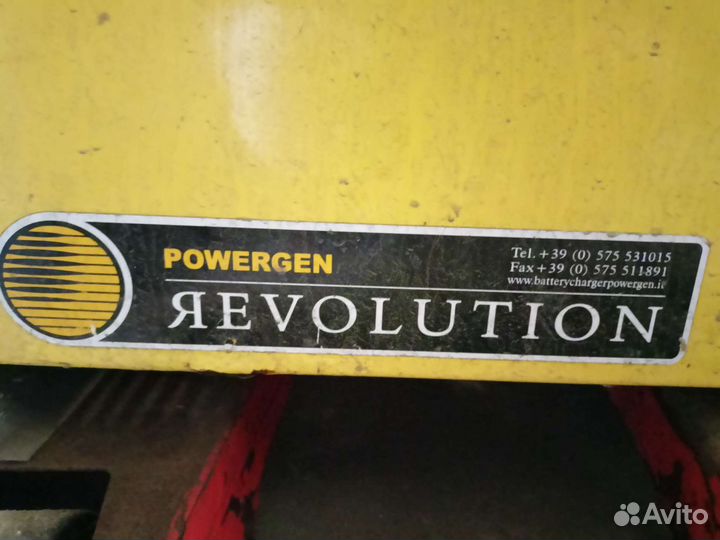 POWERGEN
ЯEVOLUTION
Tel. +39 (0) 575 531015
Fax +39 (0) 575 511891
www.batterychargerpowergen.it
Avito